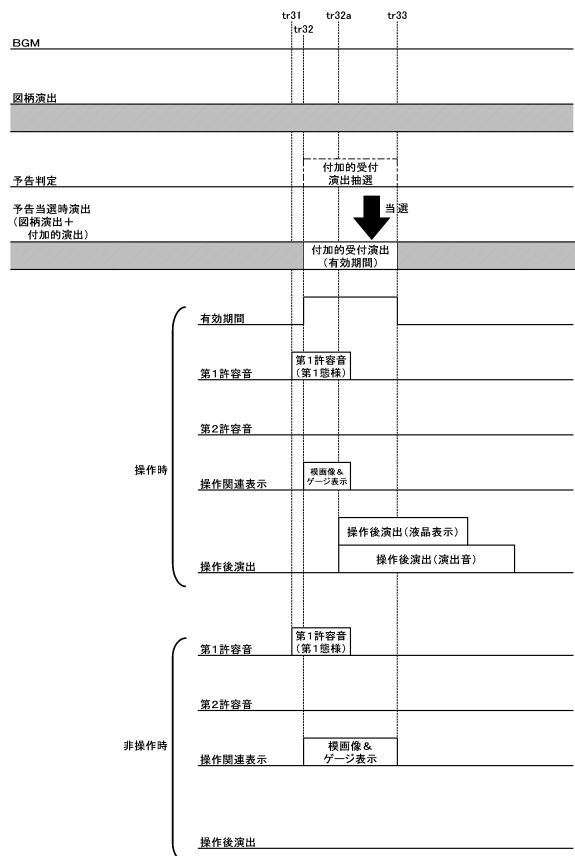 tr31
tr32
tr32a
tr33
BGM
図柄演出
付加的受付
演出抽選
予告判定
当選
予告当選時演出
(図柄演出＋
付加的演出)
付加的受付演出
(有効期間)
操作時
有効期間
第1許容音
(第1態様)
第1許容音
第2許容音
模画像＆
ゲージ表示
操作関連表示
操作後演出(液晶表示)
操作後演出(演出音)
操作後演出
非操作時
第1許容音
(第1態様)
第1許容音
第2許容音
模画像＆
ゲージ表示
操作関連表示
操作後演出